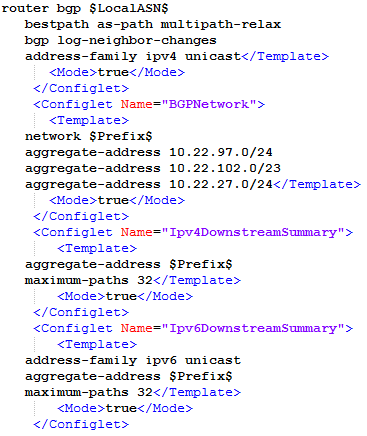 router bgp $LocalASN$
bestpath as-path multipath-relax
bgp log-neighbor-changes
address-family ipv4 unicast</Template>
<Mode>true</Mode>
</Configlet>
<Configlet Name="BGPNetwork">
<Template>
network $Prefix$
aggregate-address 10.22.97.0/24
aggregate-address 10.22.102.0/23
aggregate-address 10.22.27.0/24</Template>
<Mode>true</Mode>
</Configlet>
<Configlet Name="Ipv4DownstreamSummary">
<Template>
aggregate-address $Prefix$
maximum-paths 32</Template>
<Mode>true</Mode>
</Configlet>
<Configlet Name="Ipv6DownstreamSummary">
<Template>
address-family ipv6 unicast
aggregate-address $Prefix$
maximum-paths 32</Template>
<Mode>true</Mode>
</Configlet>